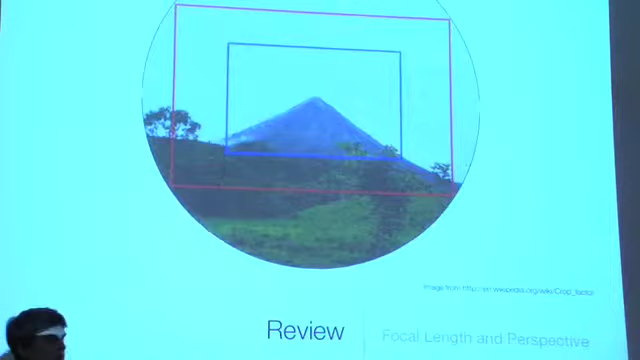 Image from http://en.wikipedia.org/wiki/Crop_factor
Review
Focal Length and Perspective